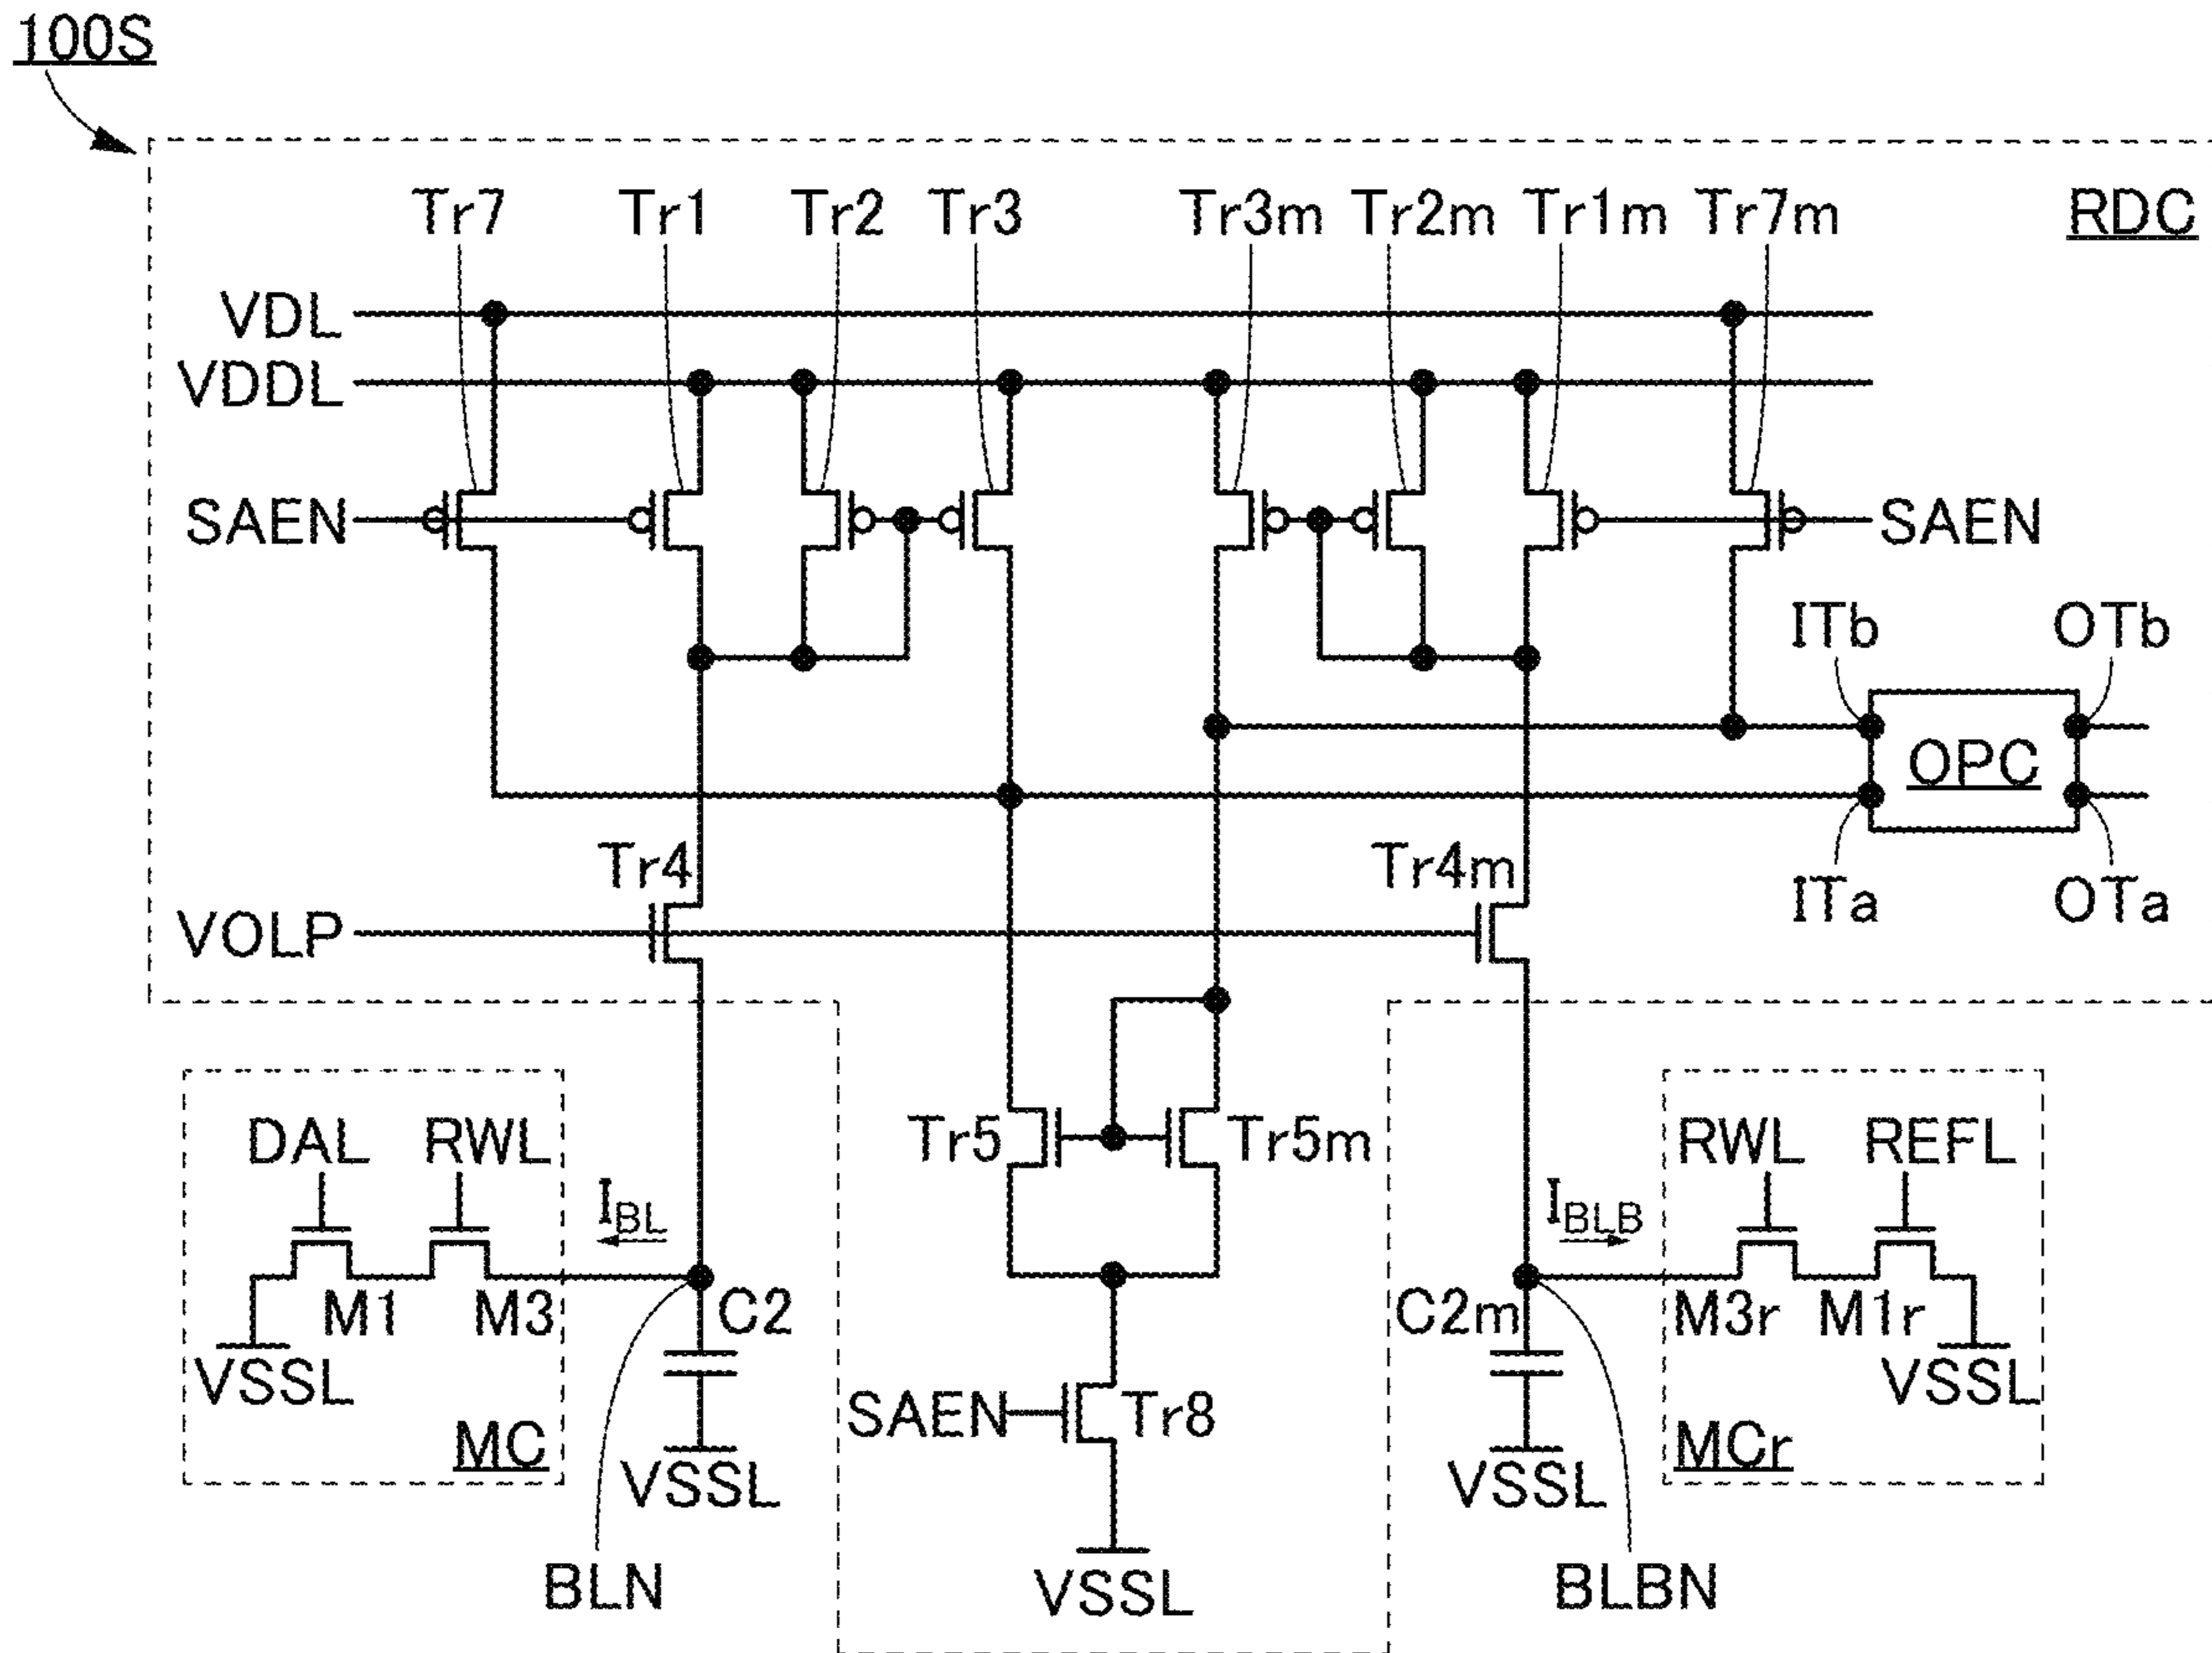 100S
Tr7 Tr1 Tr2 Tr3 Tr3m Tr2m Tr1m Tr7m RDC
VDL
VDDL
SAEN SAEN
ITb OTb
OPC
Tr4 Tr4m
ITa OTa
VOLP
DAL RWL Tr5 Tr5m RWL REFL
IBL IBLB
M1 M3 C2 C2m M3r M1r
VSSL VSSL
SAEN Tr8
MC MCr
VSSL VSSL
BLN VSSL BLBN